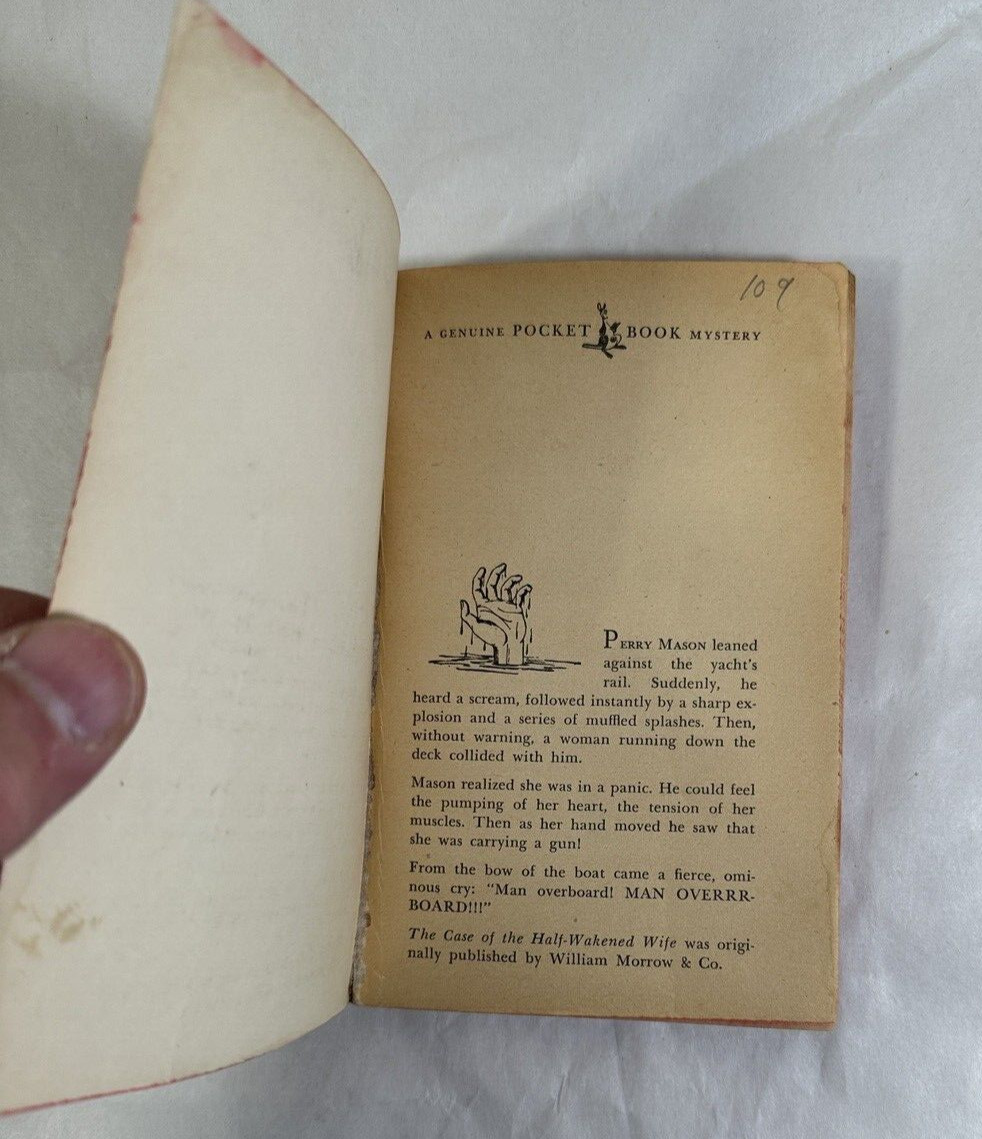 109
A GENUINE POCKET BOOK MYSTERY
PERRY MASON leaned
against the yacht's
rail. Suddenly, he
heard a scream, followed instantly by a sharp ex-
plosion and a series of muffled splashes. Then,
without warning, a woman running down the
deck collided with him.
Mason realized she was in a panic. He could feel
the pumping of her heart, the tension of her
muscles. Then as her hand moved he saw that
she was carrying a gun!
From the bow of the boat came a fierce, omi-
nous cry: "Man overboard! MAN OVERRR-
BOARD!!!"
The Case of the Half-Wakened Wife was origi-
nally published by William Morrow & Co.